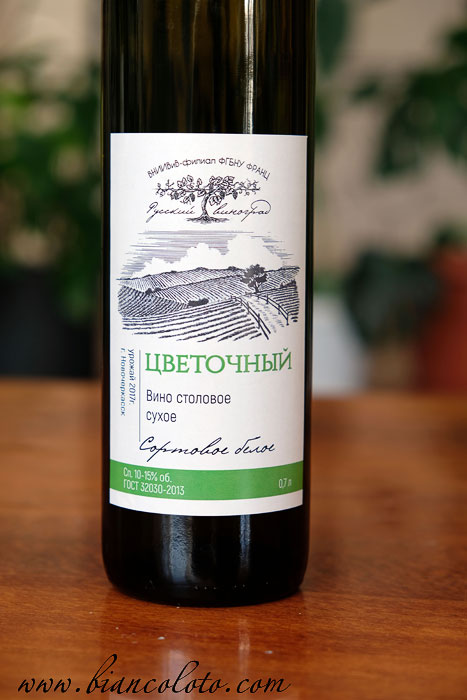 ВНИИВиВ-филиал ФГБНУ ФРАНЦ
Русский виноград
ЦВЕТОЧНЫЙ
урожай 2017г.
г. Новочеркасск
Вино столовое
сухое
Сортовое белое
Сп. 10-15% об.
ГОСТ 32030-2013
0,7 л
www.biancoloto.com